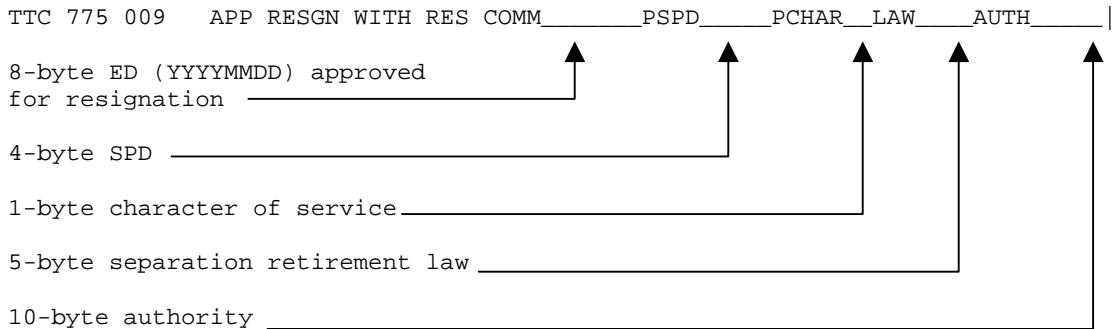 TTC 775 009   APP RESGN WITH RES COMM_______PSPD_____PCHAR__LAW____AUTH_____|
8-byte ED (YYYYMMDD) approved
for resignation
4-byte SPD
1-byte character of service
5-byte separation retirement law
10-byte authority